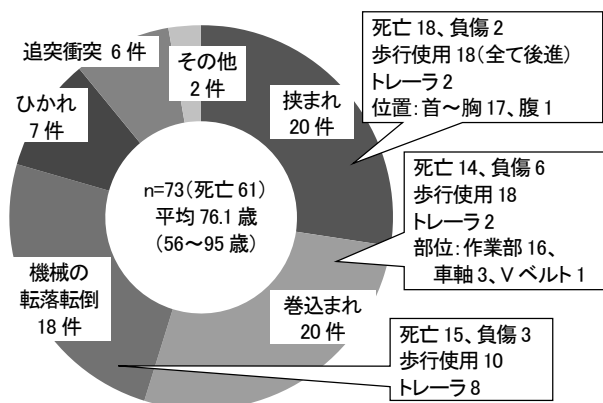 追突衝突 6 件
その他
2 件
ひかれ
7 件
挟まれ
20 件
死亡 18、負傷 2
歩行使用 18(全て後進)
トレーラ 2
位置:首～胸 17、腹 1
n=73(死亡 61)
平均 76.1 歳
(56～95 歳)
死亡 14、負傷 6
歩行使用 18
トレーラ 2
部位:作業部 16、
車軸 3、V ベルト 1
機械の
転落転倒
18 件
巻込まれ
20 件
死亡 15、負傷 3
歩行使用 10
トレーラ 8